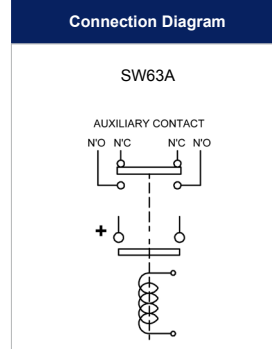 Connection Diagram
SW63A
AUXILIARY CONTACT
N'O N'C N'C N'O
+